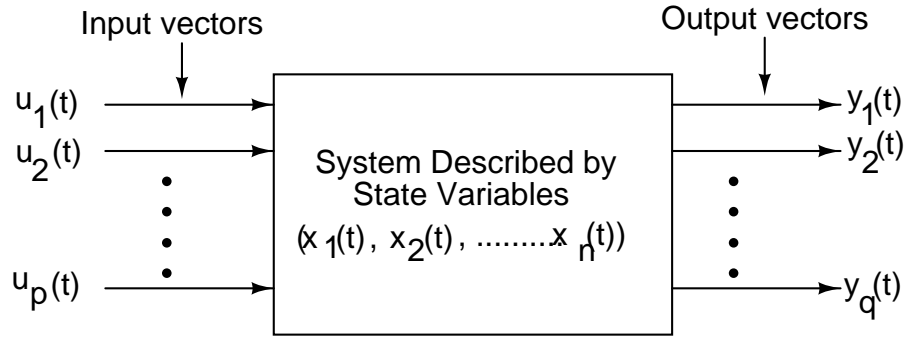 Input vectors
Output vectors
u1(t)
y1(t)
u2(t)
y2(t)
System Described by
State Variables
(x1(t), x2(t), .......... xn(t))
up(t)
yq(t)